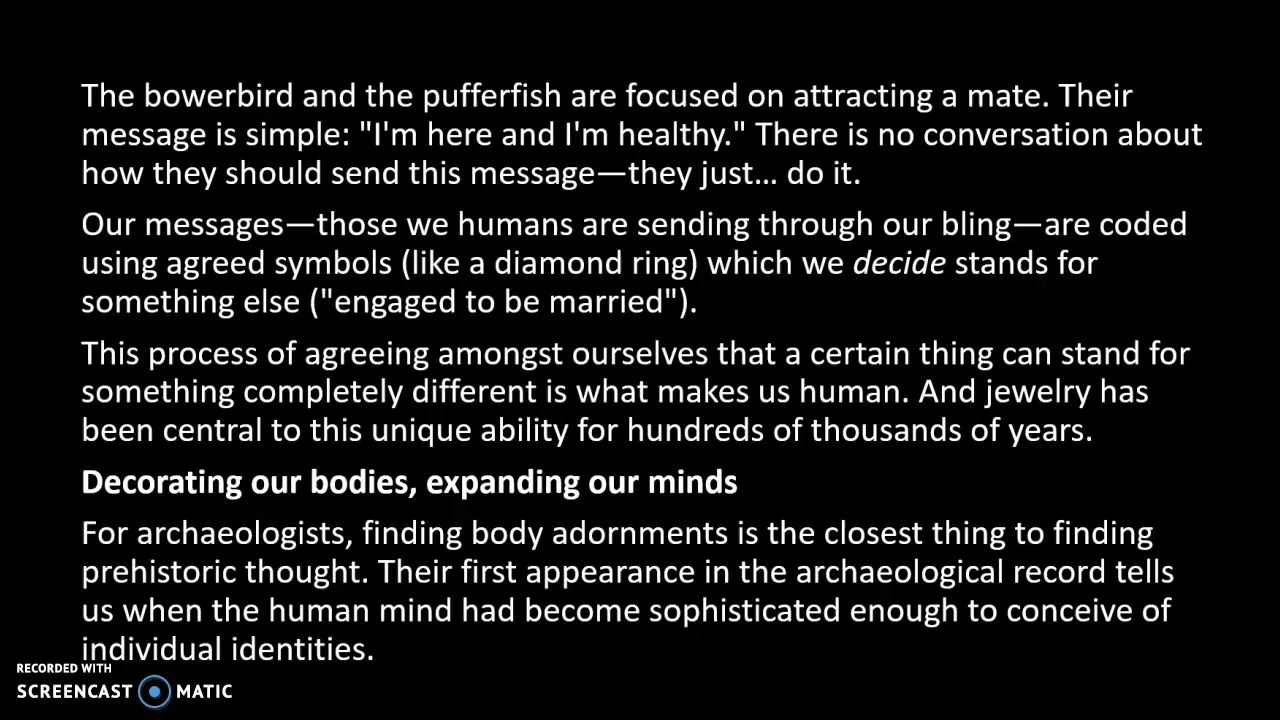 The bowerbird and the pufferfish are focused on attracting a mate. Their
message is simple: "I'm here and I'm healthy." There is no conversation about
how they should send this message—they just... do it.
Our messages—those we humans are sending through our bling—are coded
using agreed symbols (like a diamond ring) which we decide stands for
something else ("engaged to be married").
This process of agreeing amongst ourselves that a certain thing can stand for
something completely different is what makes us human. And jewelry has
been central to this unique ability for hundreds of thousands of years.
Decorating our bodies, expanding our minds
For archaeologists, finding body adornments is the closest thing to finding
prehistoric thought. Their first appearance in the archaeological record tells
us when the human mind had become sophisticated enough to conceive of
individual identities.
RECORDED WITH
SCREENCAST MATIC